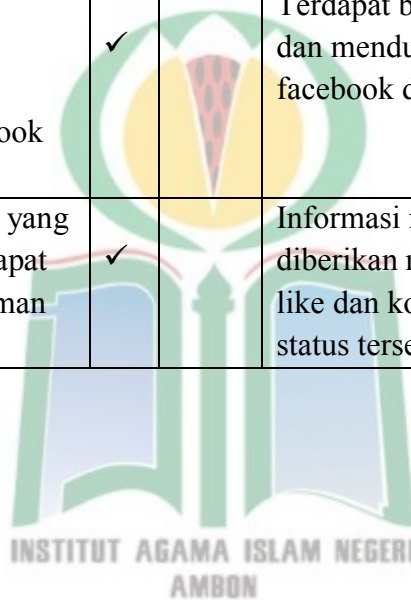 Terdapat b
✓ dan mendu
facebook d
ook
yang Informasi
apat ✓ diberikan
man like dan ko
status terse
INSTITUT AGAMA ISLAM NEGERI
AMBON